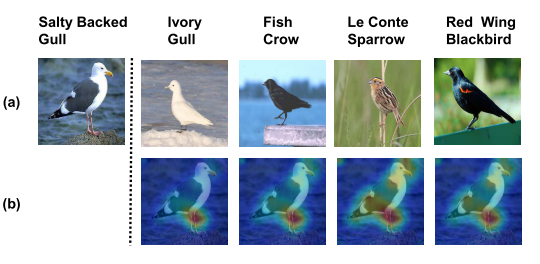 Salty Backed Gull
Ivory Gull
Fish Crow
Le Conte Sparrow
Red Wing Blackbird
(a)
(b)